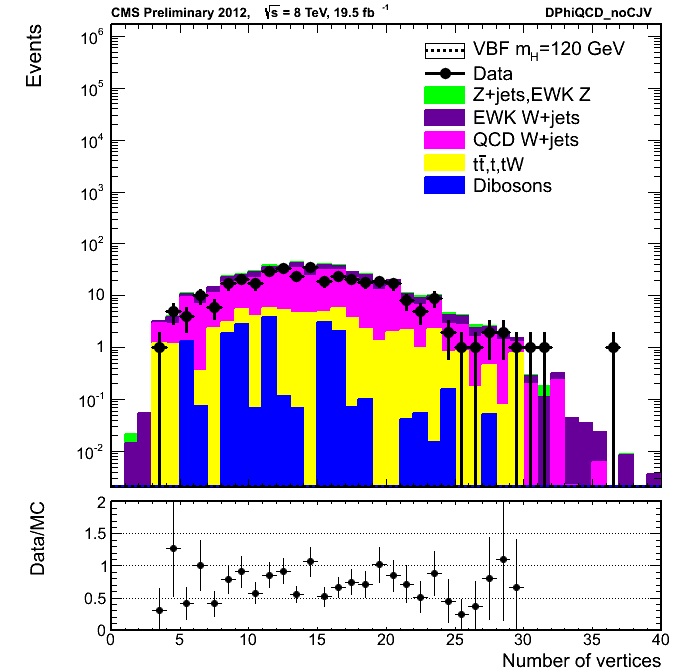 CMS Preliminary 2012, √s = 8 TeV, 19.5 fb⁻¹ DPhiQCD_noCJV
Events
10⁶
10⁵
10⁴
10³
10²
10
1
10⁻¹
10⁻²
VBF m_H=120 GeV
Data
Z+jets,EWK Z
EWK W+jets
QCD W+jets
tt̄,t,tW
Dibosons
Data/MC
2
1.5
1
0.5
0
0 5 10 15 20 25 30 35 40
Number of vertices